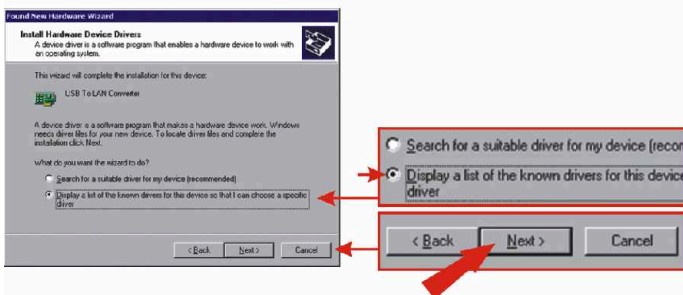 Found New Hardware Wizard
Install Hardware Device Drivers
A device driver is a software program that enables a hardware device to work with
an operating system.
This wizard will complete the installation for this device:
USB To LAN Converter
A device driver is a software program that makes a hardware device work. Windows
needs driver files for your new device. To locate driver files and complete the
installation click Next.
What do you want the wizard to do?
Search for a suitable driver for my device (recommended)
Display a list of the known drivers for this device so that I can choose a specific
driver
< Back Next > Cancel
Search for a suitable driver for my device (recom
Display a list of the known drivers for this device
driver
< Back Next > Cancel